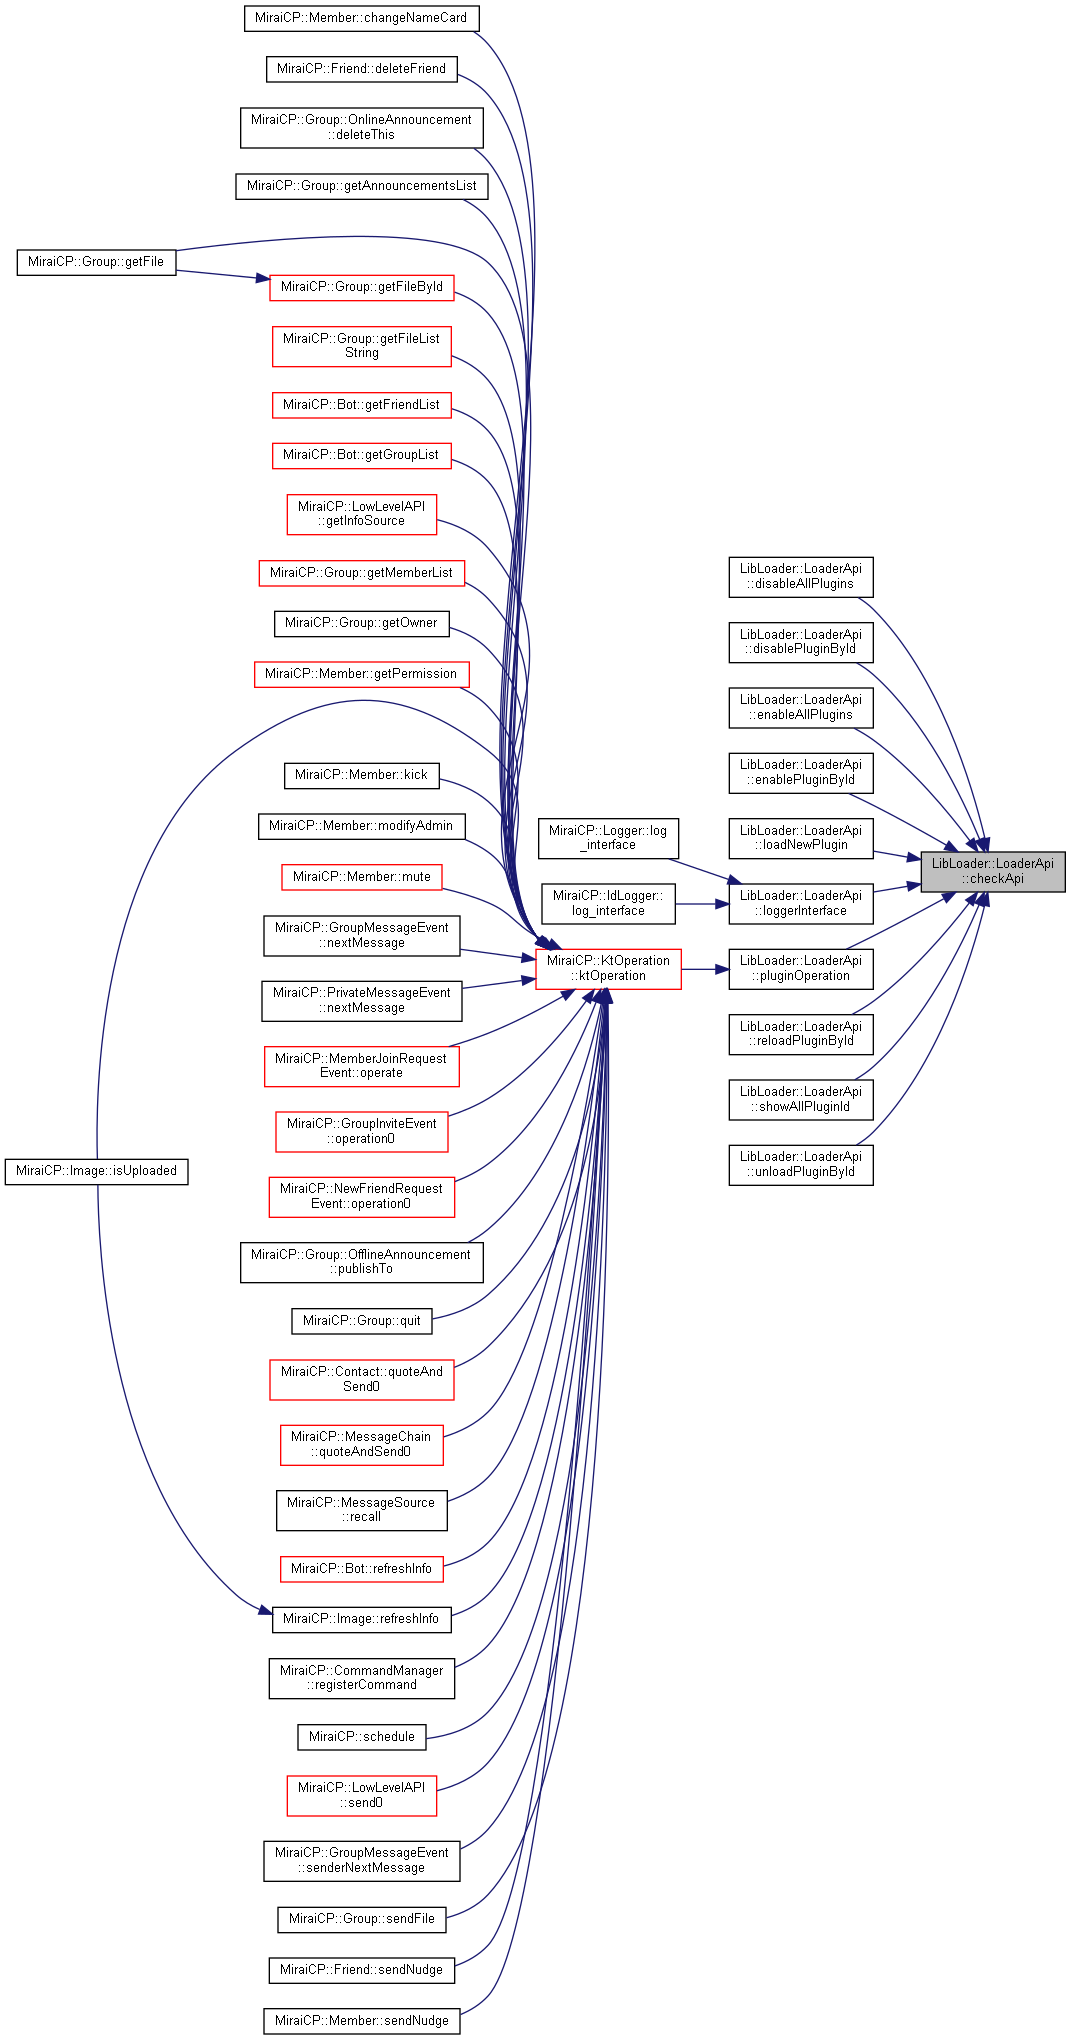 MiraiCP::Member::changeNameCard
MiraiCP::Friend::deleteFriend
MiraiCP::Group::OnlineAnnouncement
::deleteThis
MiraiCP::Group::getAnnouncementsList
MiraiCP::Group::getFile
MiraiCP::Group::getFileById
MiraiCP::Group::getFileList
String
MiraiCP::Bot::getFriendList
MiraiCP::Bot::getGroupList
MiraiCP::LowLevelAPI
::getInfoSource
MiraiCP::Group::getMemberList
MiraiCP::Group::getOwner
MiraiCP::Member::getPermission
MiraiCP::Member::kick
MiraiCP::Member::modifyAdmin
MiraiCP::Member::mute
MiraiCP::GroupMessageEvent
::nextMessage
MiraiCP::PrivateMessageEvent
::nextMessage
MiraiCP::MemberJoinRequest
Event::operate
MiraiCP::GroupInviteEvent
::operation0
MiraiCP::Image::isUploaded
MiraiCP::NewFriendRequest
Event::operation0
MiraiCP::Group::OfflineAnnouncement
::publishTo
MiraiCP::Group::quit
MiraiCP::Contact::quoteAnd
Send0
MiraiCP::MessageChain
::quoteAndSend0
MiraiCP::MessageSource
::recall
MiraiCP::Bot::refreshInfo
MiraiCP::Image::refreshInfo
MiraiCP::CommandManager
::registerCommand
MiraiCP::schedule
MiraiCP::LowLevelAPI
::send0
MiraiCP::GroupMessageEvent
::senderNextMessage
MiraiCP::Group::sendFile
MiraiCP::Friend::sendNudge
MiraiCP::Member::sendNudge
MiraiCP::Logger::log
_interface
MiraiCP::IdLogger::
log_interface
MiraiCP::KtOperation
::ktOperation
LibLoader::LoaderApi
::disableAllPlugins
LibLoader::LoaderApi
::disablePluginById
LibLoader::LoaderApi
::enableAllPlugins
LibLoader::LoaderApi
::enablePluginById
LibLoader::LoaderApi
::loadNewPlugin
LibLoader::LoaderApi
::loggerInterface
LibLoader::LoaderApi
::pluginOperation
LibLoader::LoaderApi
::reloadPluginById
LibLoader::LoaderApi
::showAllPluginId
LibLoader::LoaderApi
::unloadPluginById
LibLoader::LoaderApi
::checkApi